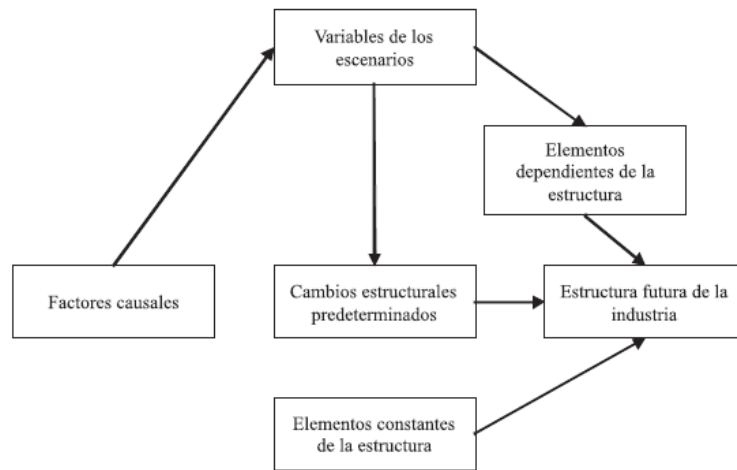 Variables de los
escenarios
Elementos
dependientes de la
estructura
Factores causales
Cambios estructurales
predeterminados
Estructura futura de la
industria
Elementos constantes
de la estructura